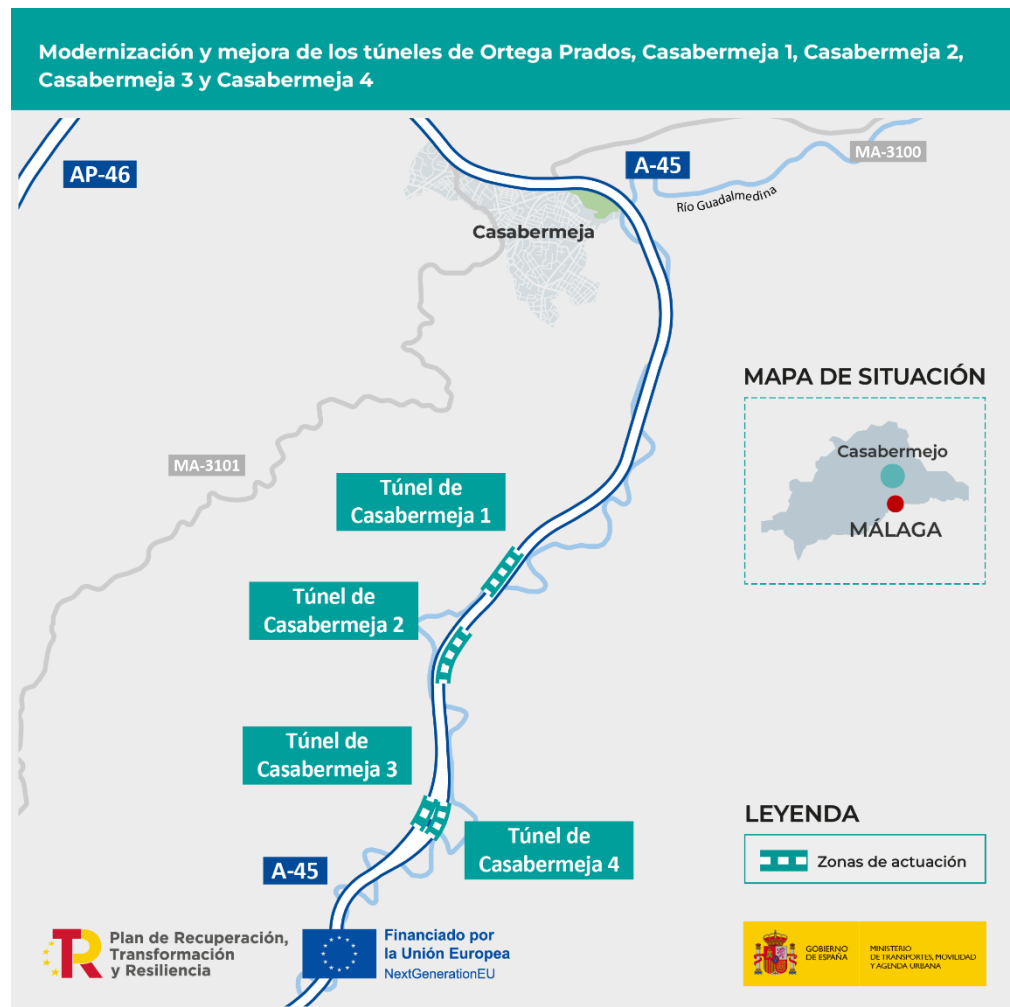 Modernización y mejora de los túneles de Ortega Prados, Casabermeja 1, Casabermeja 2,
Casabermeja 3 y Casabermeja 4
AP-46
A-45
MA-3100
Río Guadalmedina
Casabermeja
MAPA DE SITUACIÓN
Casabermejo
MÁLAGA
MA-3101
Túnel de
Casabermeja 1
Túnel de
Casabermeja 2
Túnel de
Casabermeja 3
Túnel de
Casabermeja 4
A-45
LEYENDA
Zonas de actuación
Plan de Recuperación,
Transformación
y Resiliencia
Financiado por
la Unión Europea
NextGenerationEU
GOBIERNO
DE ESPAÑA
MINISTERIO
DE TRANSPORTES, MOVILIDAD
Y AGENDA URBANA